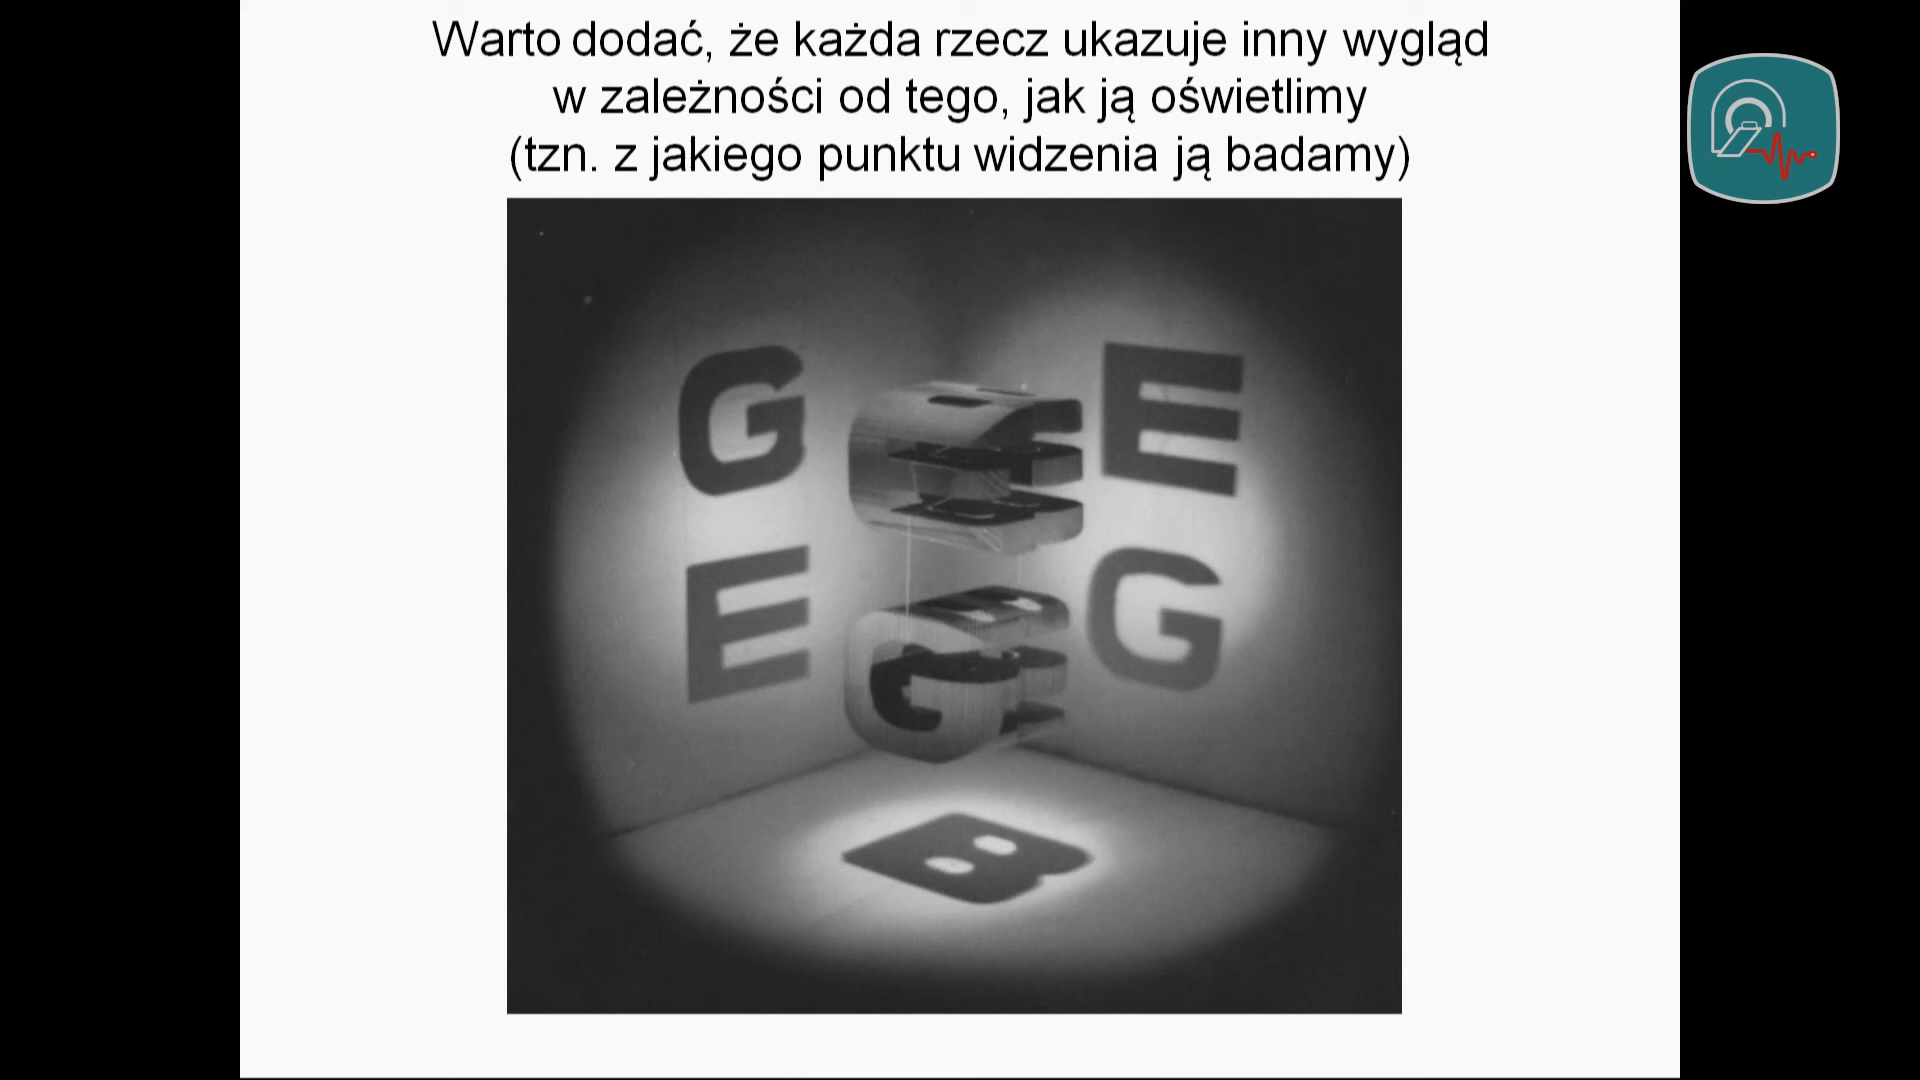 Warto dodać, że każda rzecz ukazuje inny wygląd
w zależności od tego, jak ją oświetlimy
(tzn. z jakiego punktu widzenia ją badamy)
G E
E G
B